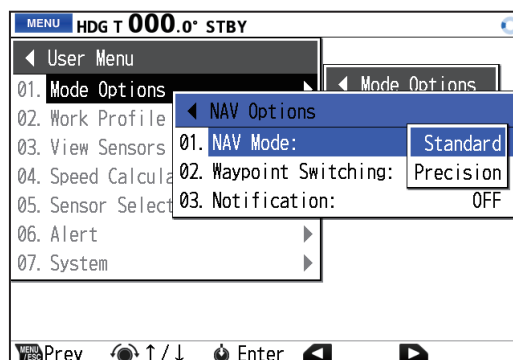 MENU HDG T 000.0° STBY
◀ User Menu
01. Mode Options ▶
02. Work Profile
03. View Sensors
04. Speed Calcula
05. Sensor Select
06. Alert ▶
07. System ▶
◀ Mode Options
◀ NAV Options
01. NAV Mode: Standard
02. Waypoint Switching: Precision
03. Notification: OFF
MENU/ESC Prev ↑/↓ Enter ◀ ▶